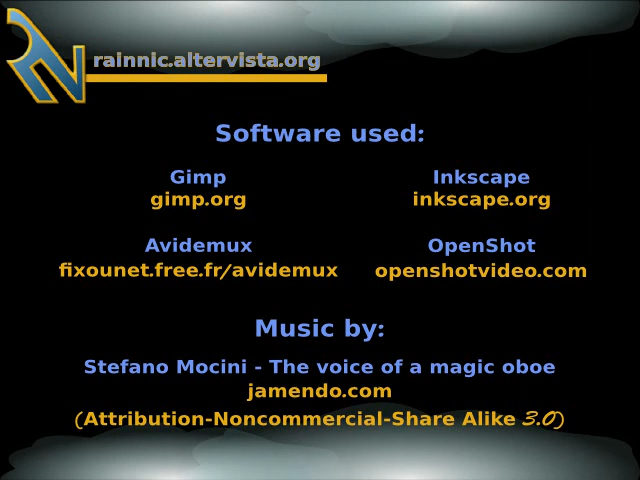 rainnic.altervista.org
Software used:
Gimp
gimp.org
Inkscape
inkscape.org
Avidemux
fixounet.free.fr/avidemux
OpenShot
openshotvideo.com
Music by:
Stefano Mocini - The voice of a magic oboe
jamendo.com
(Attribution-Noncommercial-Share Alike 3.0)